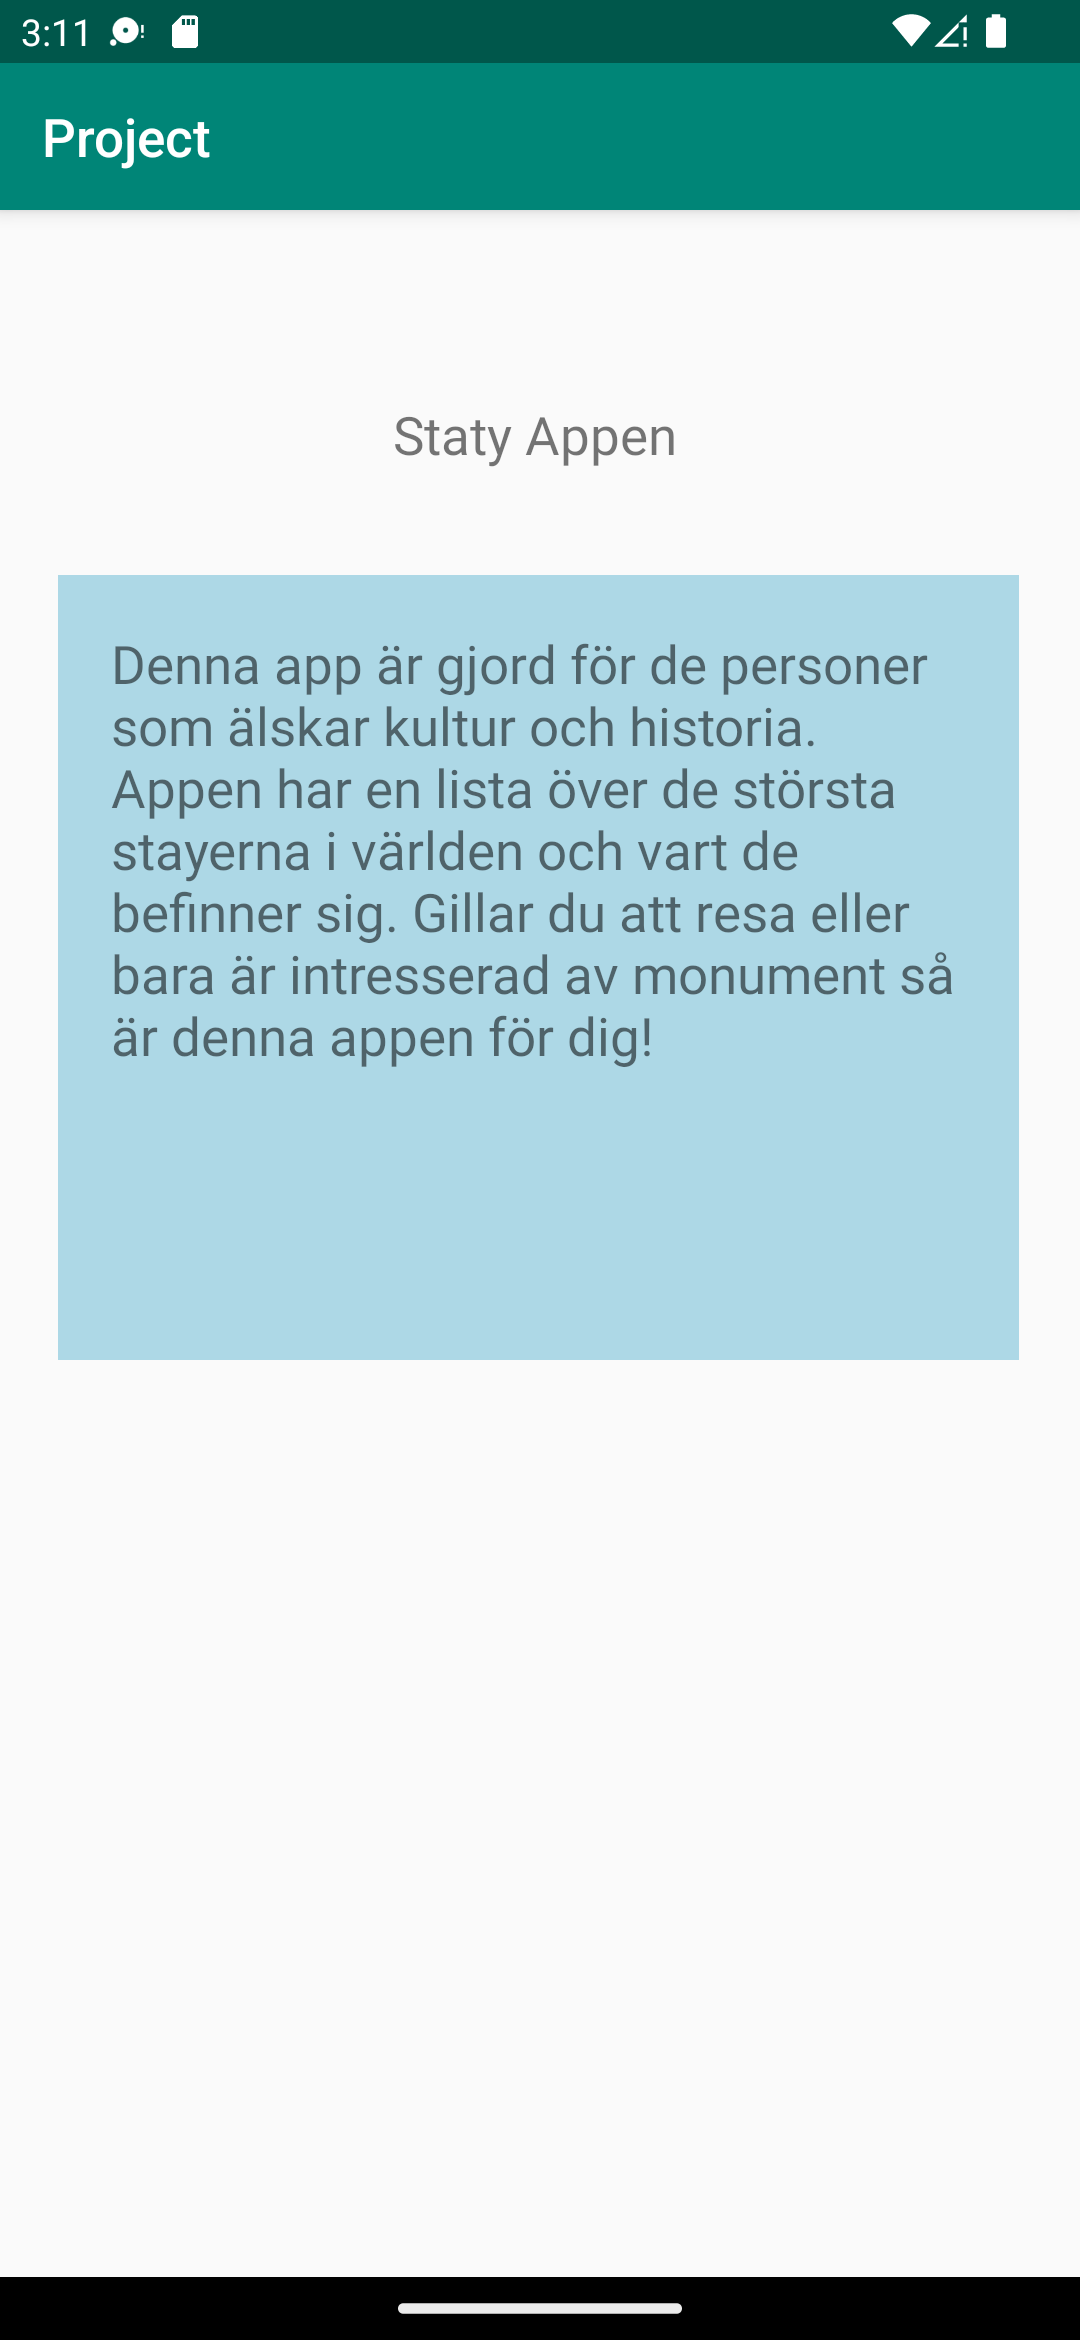 3:11
Project
Staty Appen
Denna app är gjord för de personer
som älskar kultur och historia.
Appen har en lista över de största
stayerna i världen och vart de
befinner sig. Gillar du att resa eller
bara är intresserad av monument så
är denna appen för dig!